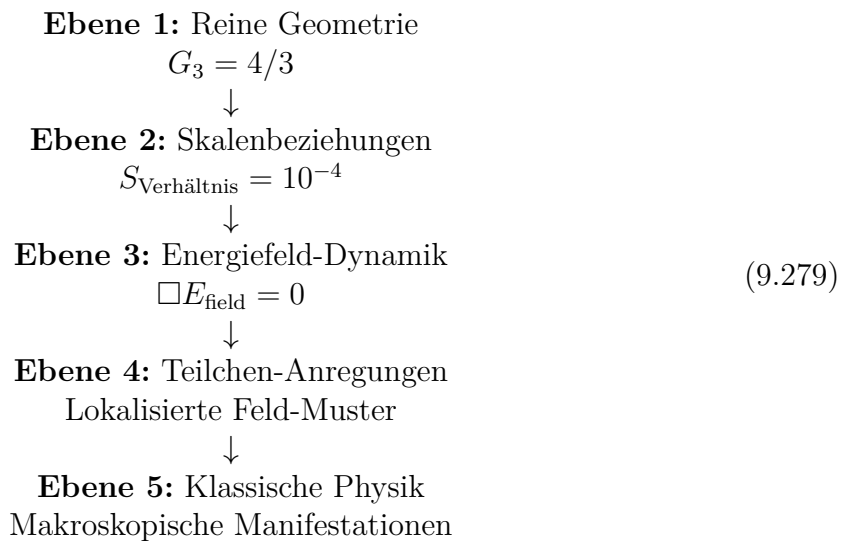 Ebene 1: Reine Geometrie
G₃ = 4/3
↓
Ebene 2: Skalenbeziehungen
S_Verhältnis = 10⁻⁴
↓
Ebene 3: Energiefeld-Dynamik
□E_field = 0
(9.279)
↓
Ebene 4: Teilchen-Anregungen
Lokalisierte Feld-Muster
↓
Ebene 5: Klassische Physik
Makroskopische Manifestationen